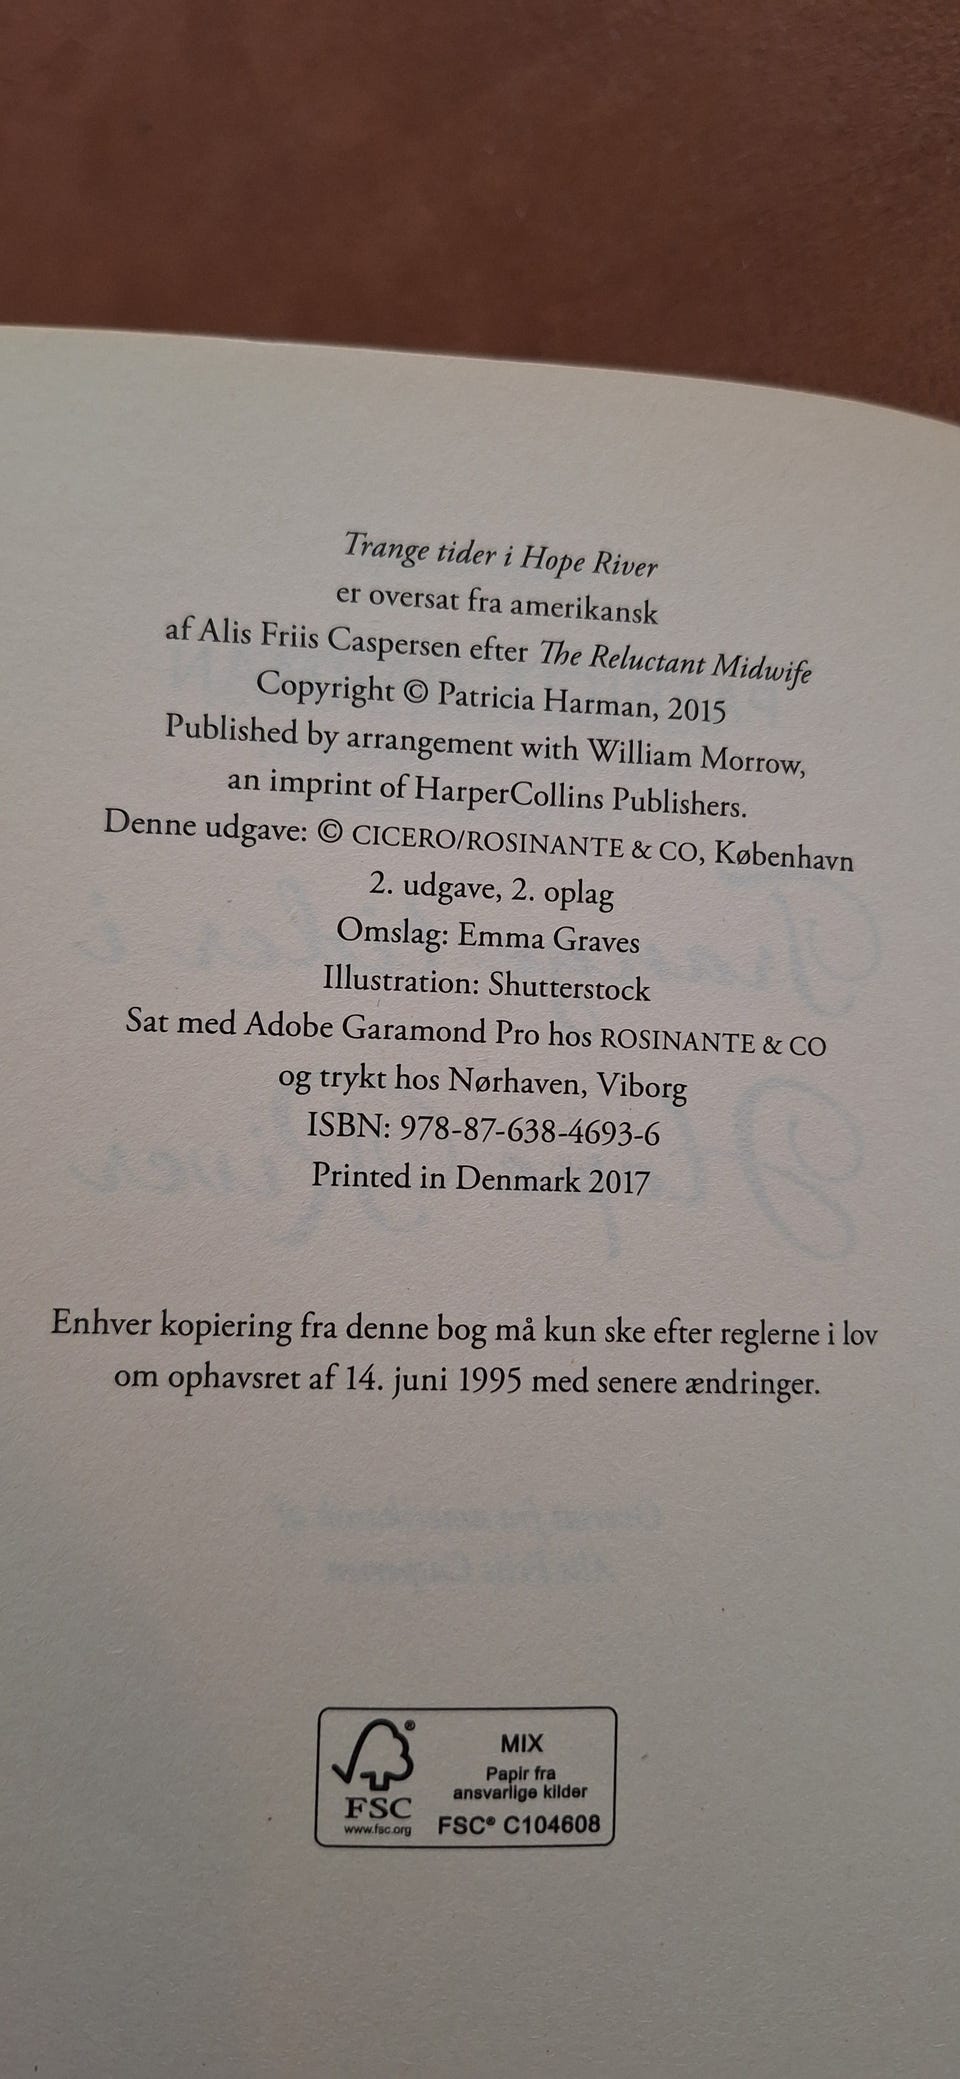 Trange tider i Hope River
er oversat fra amerikansk
af Alis Friis Caspersen efter The Reluctant Midwife
Copyright © Patricia Harman, 2015
Published by arrangement with William Morrow,
an imprint of HarperCollins Publishers.
Denne udgave: © CICERO/ROSINANTE & CO, København
2. udgave, 2. oplag
Omslag: Emma Graves
Illustration: Shutterstock
Sat med Adobe Garamond Pro hos ROSINANTE & CO
og trykt hos Nørhaven, Viborg
ISBN: 978-87-638-4693-6
Printed in Denmark 2017
Enhver kopiering fra denne bog må kun ske efter reglerne i lov
om ophavsret af 14. juni 1995 med senere ændringer.
FSC
www.fsc.org
MIX
Papir fra
ansvarlige kilder
FSC® C104608